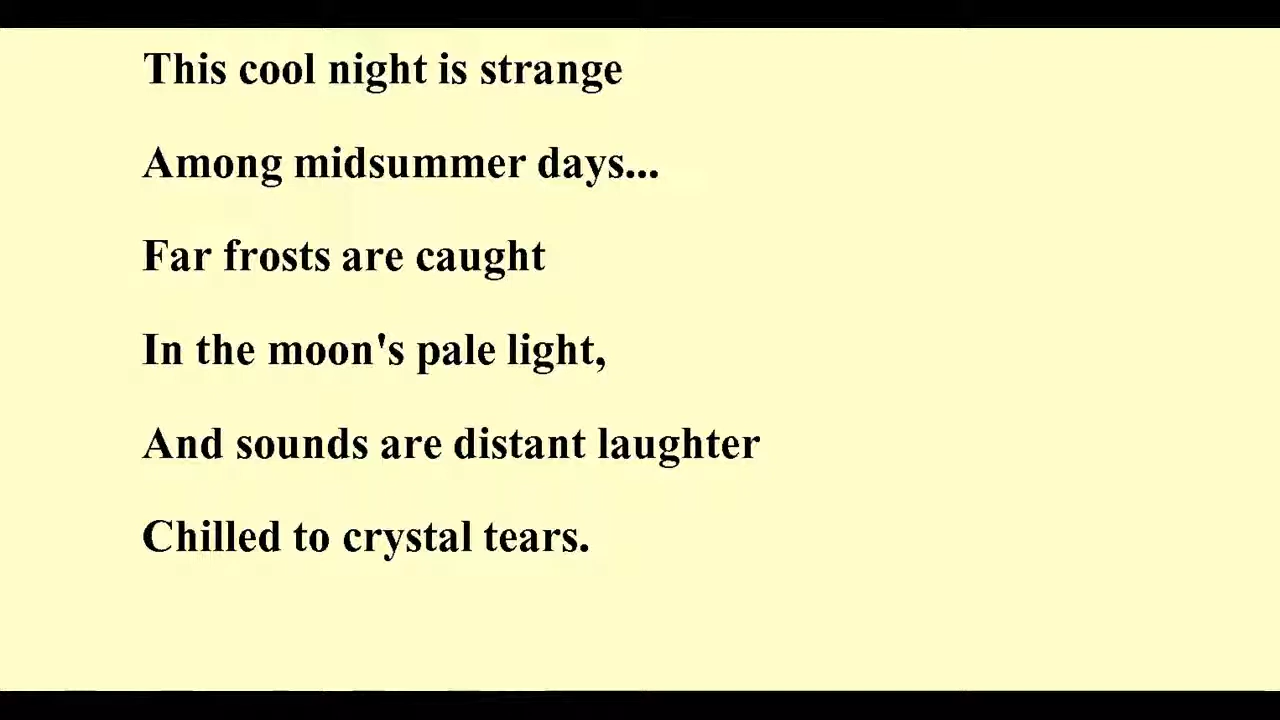 This cool night is strange
Among midsummer days...
Far frosts are caught
In the moon's pale light,
And sounds are distant laughter
Chilled to crystal tears.